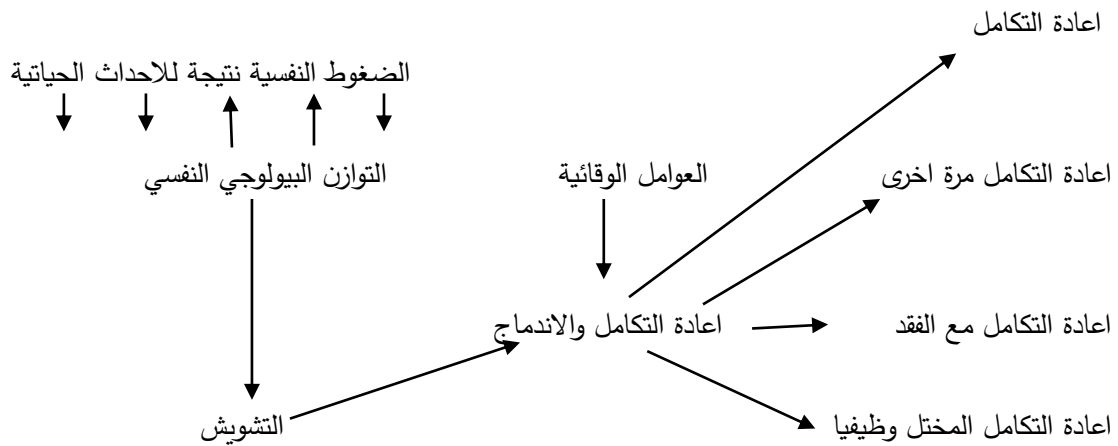 اعادة التكامل
الضغوط النفسية نتيجة للاحداث الحياتية
التوازن البيولوجي النفسي
العوامل الوقائية
اعادة التكامل مرة اخرى
اعادة التكامل والاندماج
اعادة التكامل مع الفقد
التشويش
اعادة التكامل المختل وظيفيا